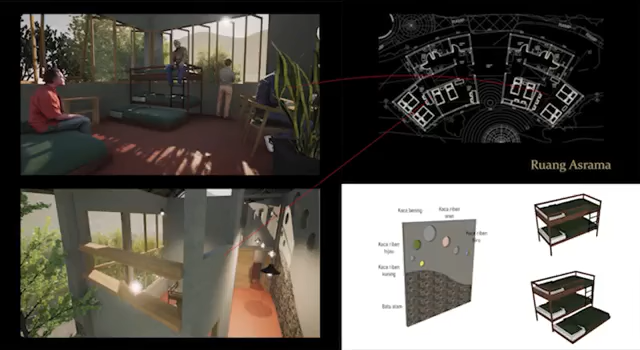 Ruang Asrama
Kaca bening
Kaca riben
Kaca riben
biru
Kaca riben
hijau
Kaca riben
kuning
Batu alam